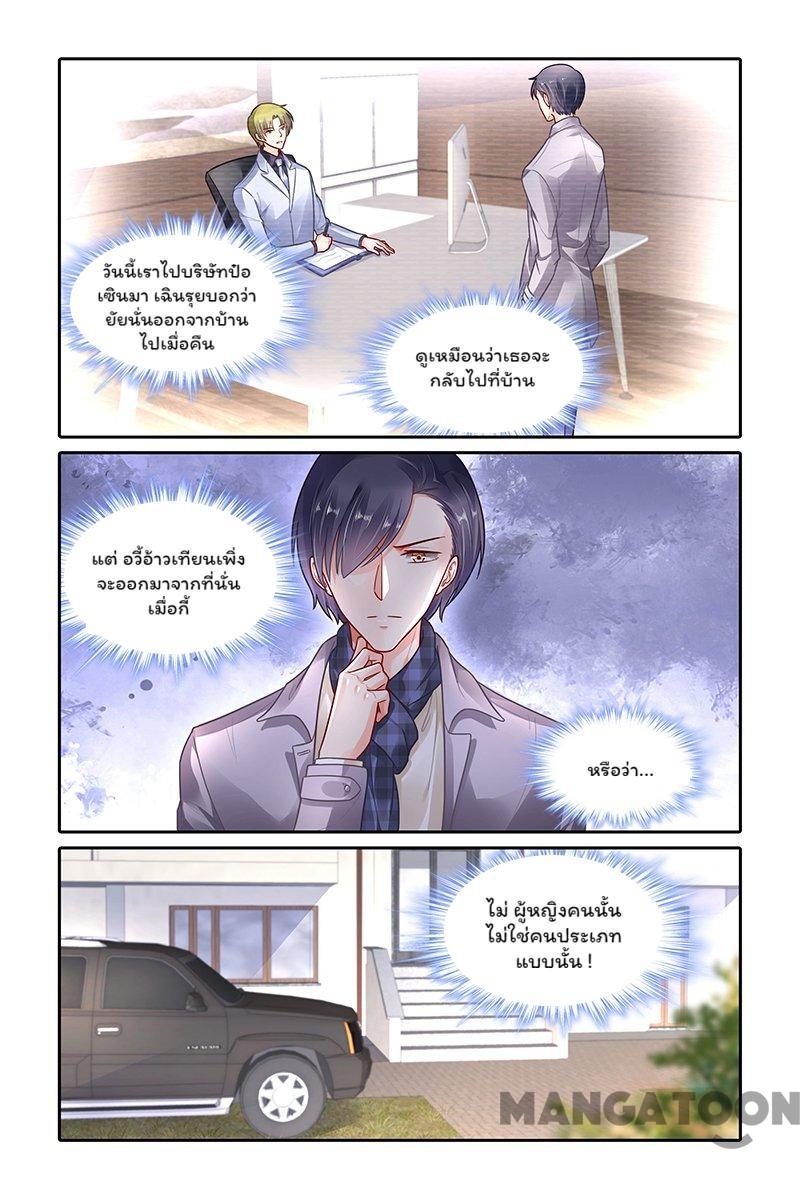 วันนี้เราไปบริษัทป๋อ
เซินมา เฉินรุยบอกว่า
ยัยนั่นออกจากบ้าน
ไปเมื่อคืน
ดูเหมือนว่าเธอจะ
กลับไปที่บ้าน
แต่ อวี้อ้าวเทียนเพิ่ง
จะออกมาจากที่นั่น
เมื่อกี้
หรือว่า...
ไม่ ผู้หญิงคนนั้น
ไม่ใช่คนประเภท
แบบนั้น !
MANGATOON